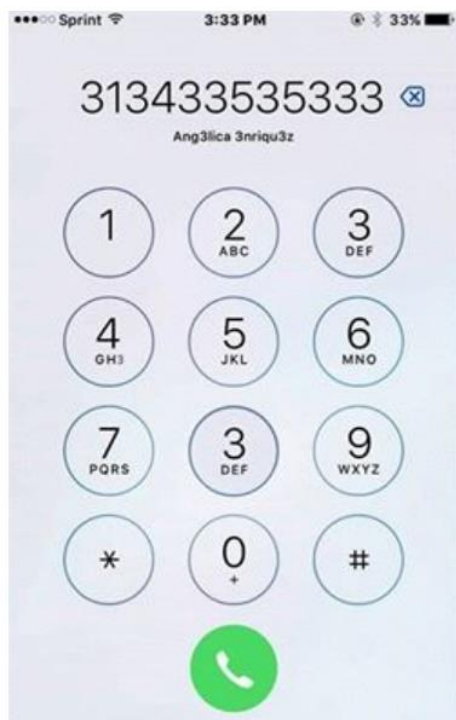 Sprint 3:33 PM 33%
313433535333
Ang3lica 3nriqu3z
1 2 3
ABC DEF
4 5 6
GH3 JKL MNO
7 3 9
PQRS DEF WXYZ
* 0 #
+